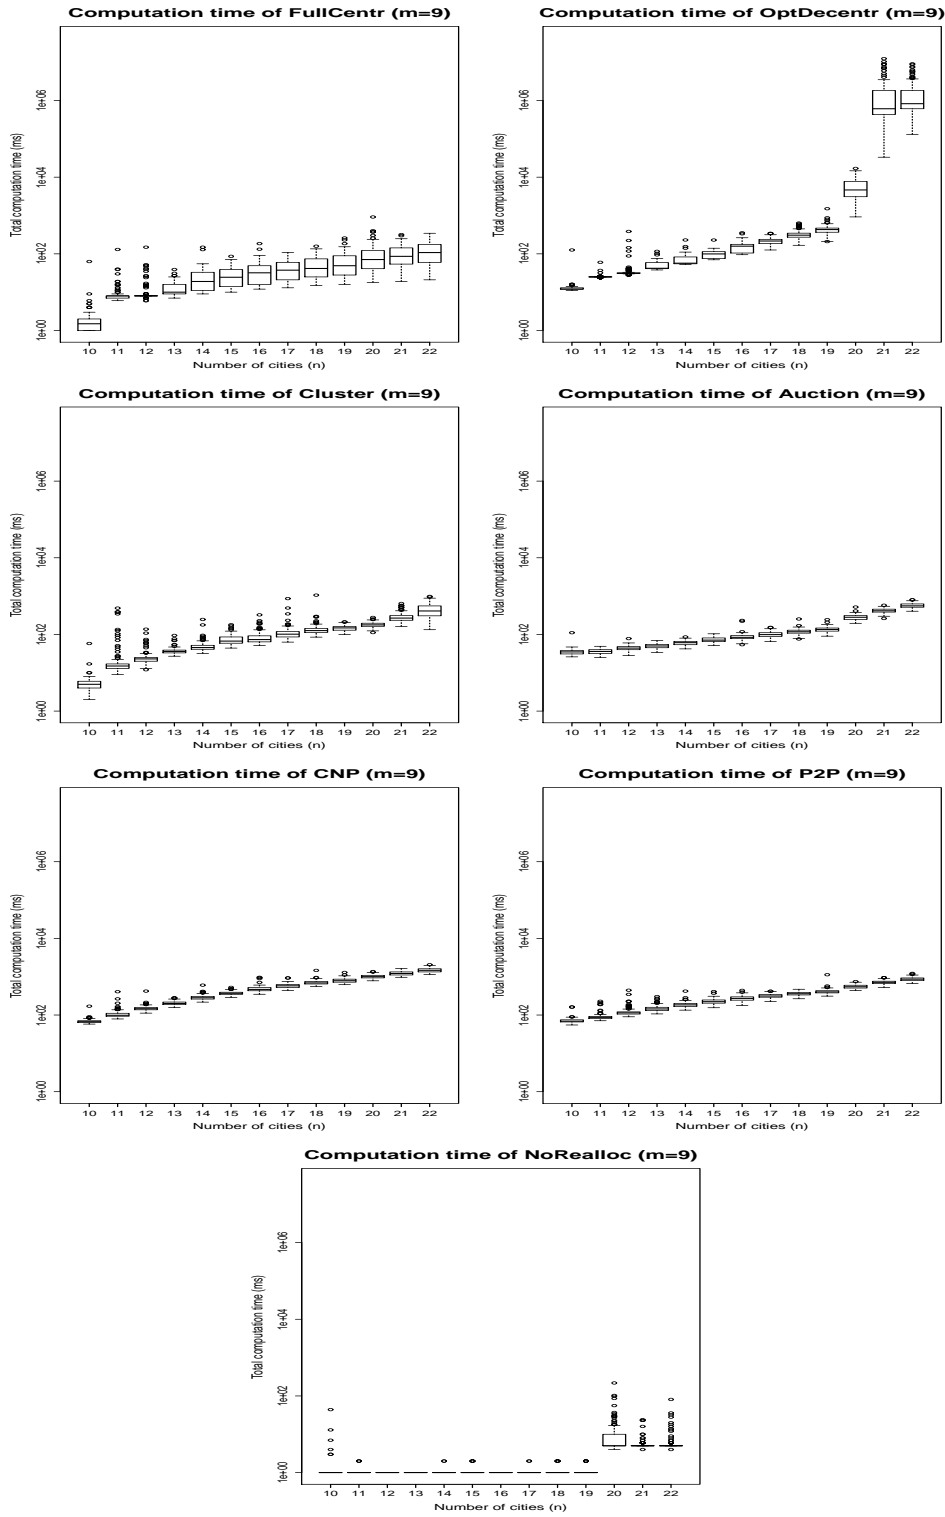 Computation time of FullCentr (m=9)
Total computation time (ms)
1e+06
1e+04
1e+02
1e+00
10 11 12 13 14 15 16 17 18 19 20 21 22
Number of cities (n)
Computation time of OptDecentr (m=9)
Total computation time (ms)
1e+06
1e+04
1e+02
1e+00
10 11 12 13 14 15 16 17 18 19 20 21 22
Number of cities (n)
Computation time of Cluster (m=9)
Total computation time (ms)
1e+06
1e+04
1e+02
1e+00
10 11 12 13 14 15 16 17 18 19 20 21 22
Number of cities (n)
Computation time of Auction (m=9)
Total computation time (ms)
1e+06
1e+04
1e+02
1e+00
10 11 12 13 14 15 16 17 18 19 20 21 22
Number of cities (n)
Computation time of CNP (m=9)
Total computation time (ms)
1e+06
1e+04
1e+02
1e+00
10 11 12 13 14 15 16 17 18 19 20 21 22
Number of cities (n)
Computation time of P2P (m=9)
Total computation time (ms)
1e+06
1e+04
1e+02
1e+00
10 11 12 13 14 15 16 17 18 19 20 21 22
Number of cities (n)
Computation time of NoRealloc (m=9)
Total computation time (ms)
1e+06
1e+04
1e+02
1e+00
10 11 12 13 14 15 16 17 18 19 20 21 22
Number of cities (n)